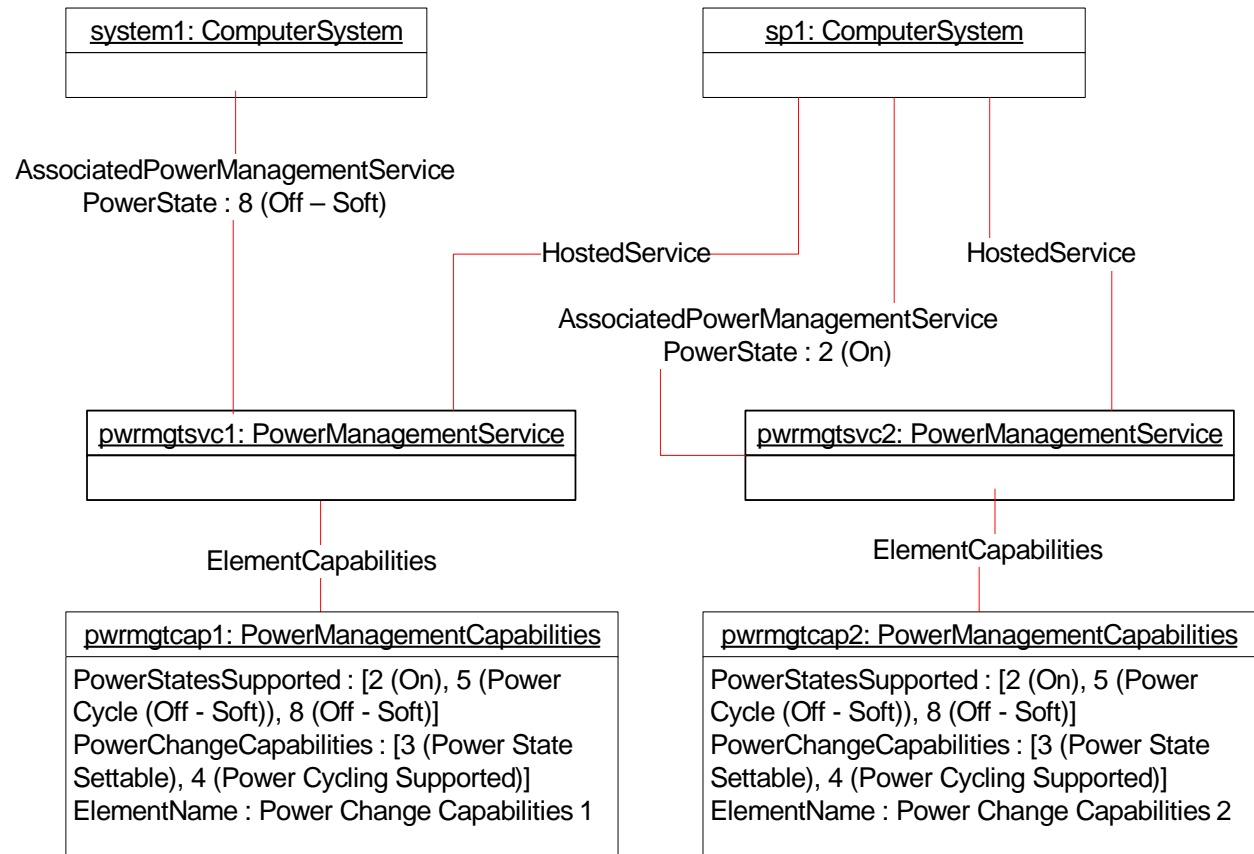 system1: ComputerSystem
sp1: ComputerSystem
AssociatedPowerManagementService
PowerState : 8 (Off – Soft)
HostedService
HostedService
AssociatedPowerManagementService
PowerState : 2 (On)
pwrmgtsvc1: PowerManagementService
pwrmgtsvc2: PowerManagementService
ElementCapabilities
ElementCapabilities
pwrmgtcap1: PowerManagementCapabilities
PowerStatesSupported : [2 (On), 5 (Power
Cycle (Off - Soft)), 8 (Off - Soft)]
PowerChangeCapabilities : [3 (Power State
Settable), 4 (Power Cycling Supported)]
ElementName : Power Change Capabilities 1
pwrmgtcap2: PowerManagementCapabilities
PowerStatesSupported : [2 (On), 5 (Power
Cycle (Off - Soft)), 8 (Off - Soft)]
PowerChangeCapabilities : [3 (Power State
Settable), 4 (Power Cycling Supported)]
ElementName : Power Change Capabilities 2